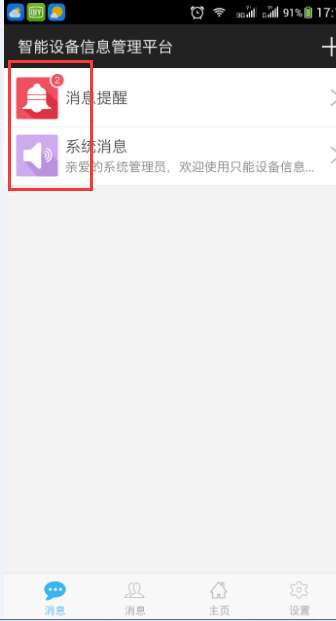 91% 17:
智能设备信息管理平台
2
消息提醒
系统消息
亲爱的系统管理员，欢迎使用只能设备信息...
消息
消息
主页
设置